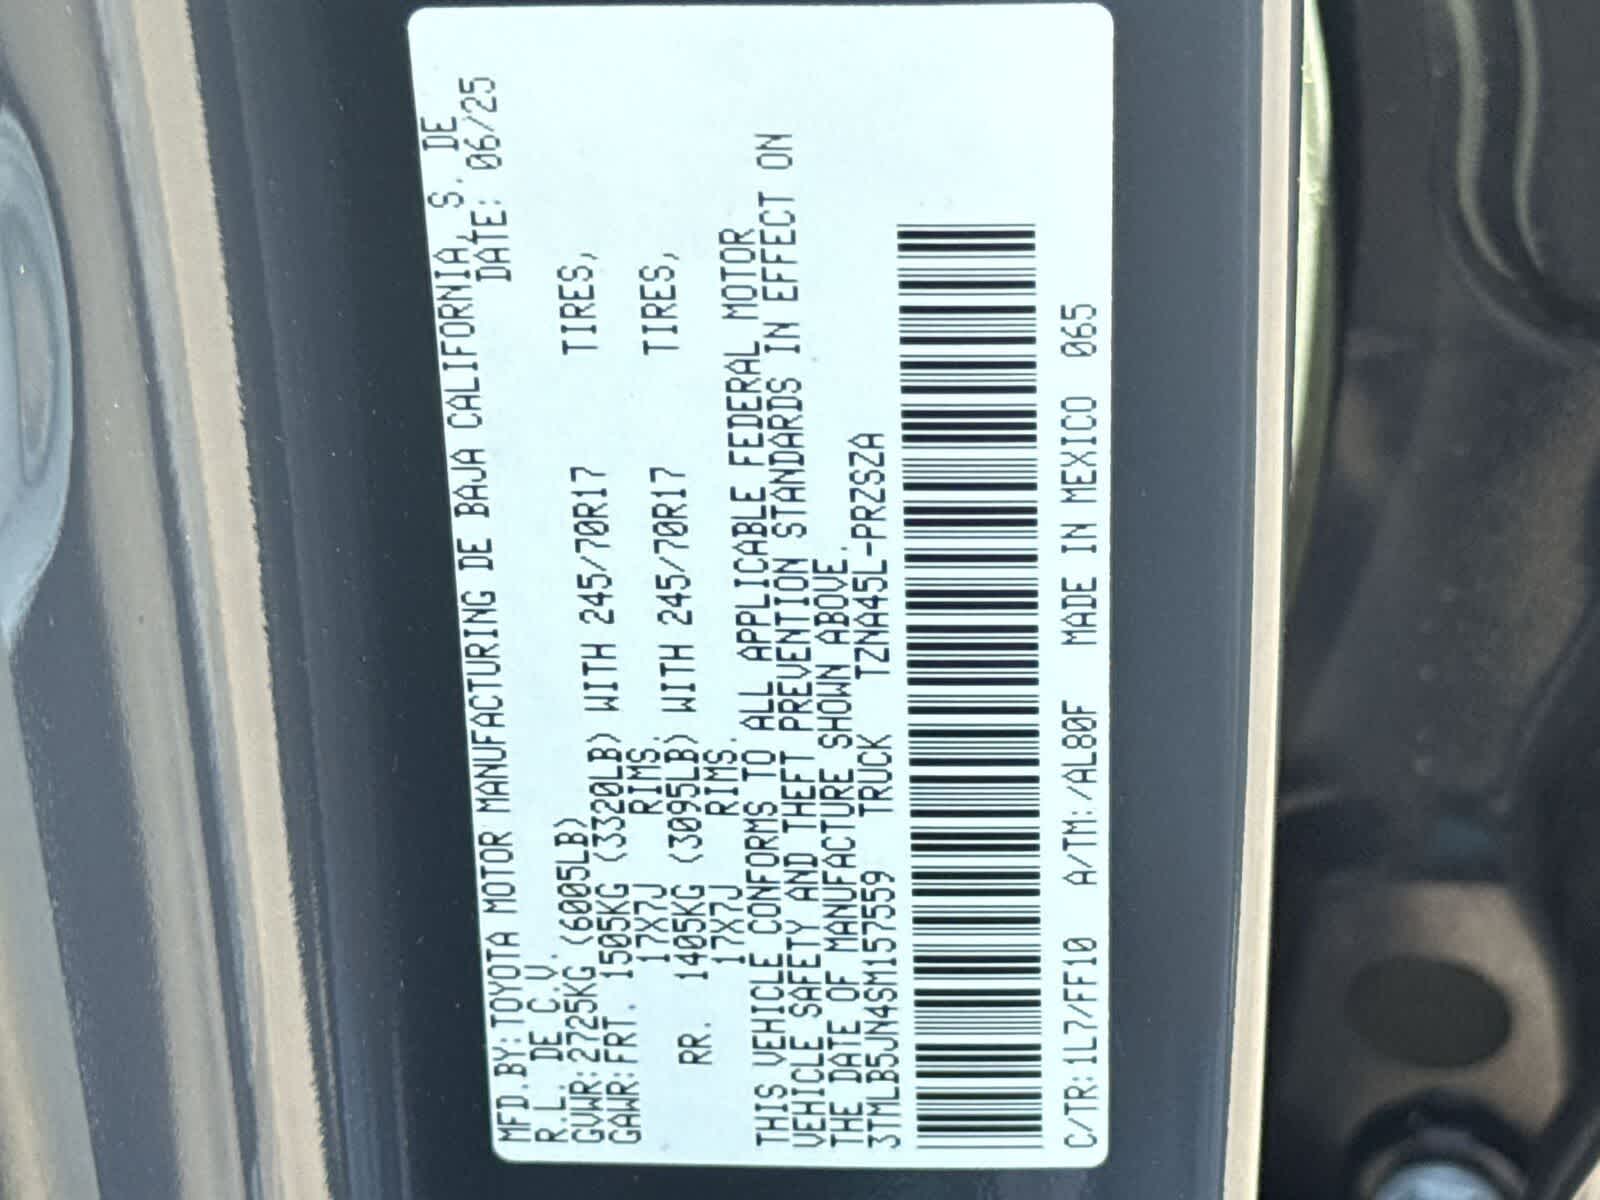 MFD.BY:TOYOTA MOTOR MANUFACTURING DE BAJA CALIFORNIA, S. DE
R.L. DE C.V. DATE: 06/25
GVWR:2725KG (6005LB)
GAWR:FRT. 1505KG (3320LB) WITH 245/70R17 TIRES,
17X7J RIMS.
RR. 1405KG (3095LB) WITH 245/70R17 TIRES,
17X7J RIMS.
THIS VEHICLE CONFORMS TO ALL APPLICABLE FEDERAL MOTOR
VEHICLE SAFETY AND THEFT PREVENTION STANDARDS IN EFFECT ON
THE DATE OF MANUFACTURE SHOWN ABOVE.
3TMLB5JN4SM157559 TRUCK TZNA45L-PRZSZA
C/TR:1L7/FF10 A/TM:/AL80F MADE IN MEXICO 065